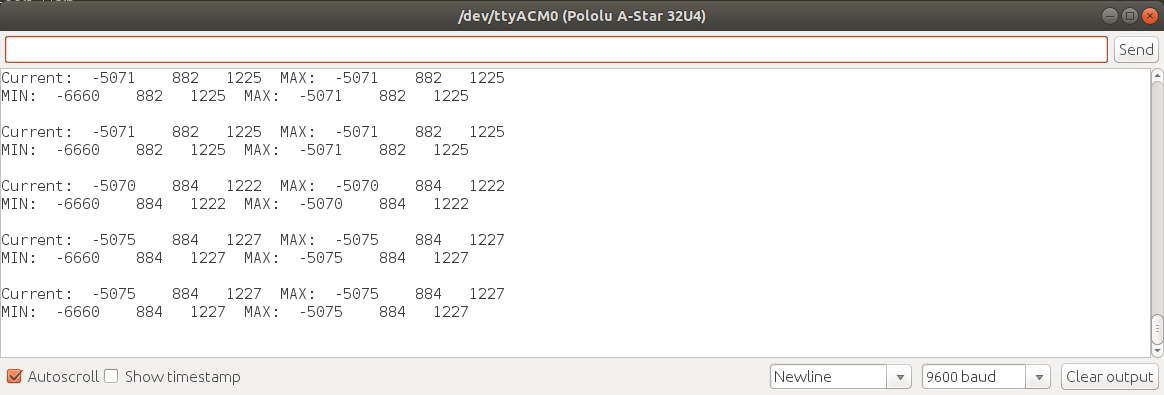 /dev/ttyACM0 (Pololu A-Star 32U4)
Send
Current:  -5071    882   1225  MAX:  -5071    882   1225
MIN:  -6660    882   1225  MAX:  -5071    882   1225
Current:  -5071    882   1225  MAX:  -5071    882   1225
MIN:  -6660    882   1225  MAX:  -5071    882   1225
Current:  -5070    884   1222  MAX:  -5070    884   1222
MIN:  -6660    884   1222  MAX:  -5070    884   1222
Current:  -5075    884   1227  MAX:  -5075    884   1227
MIN:  -6660    884   1227  MAX:  -5075    884   1227
Current:  -5075    884   1227  MAX:  -5075    884   1227
MIN:  -6660    884   1227  MAX:  -5075    884   1227
Autoscroll Show timestamp Newline 9600 baud Clear output